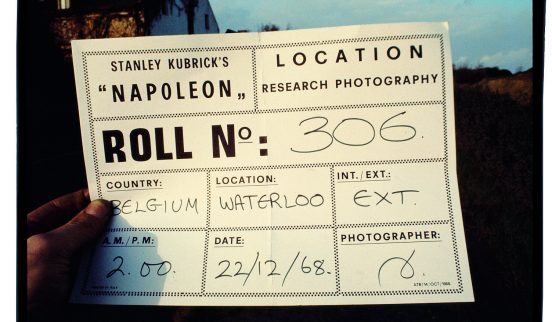 STANLEY KUBRICK'S
"NAPOLEON„
LOCATION
RESEARCH PHOTOGRAPHY
ROLL No: 306.
COUNTRY:
BELGIUM
LOCATION:
WATERLOO
INT./EXT.:
EXT.
A.M./P.M:
2.00.
DATE:
22/12/68.
PHOTOGRAPHER: